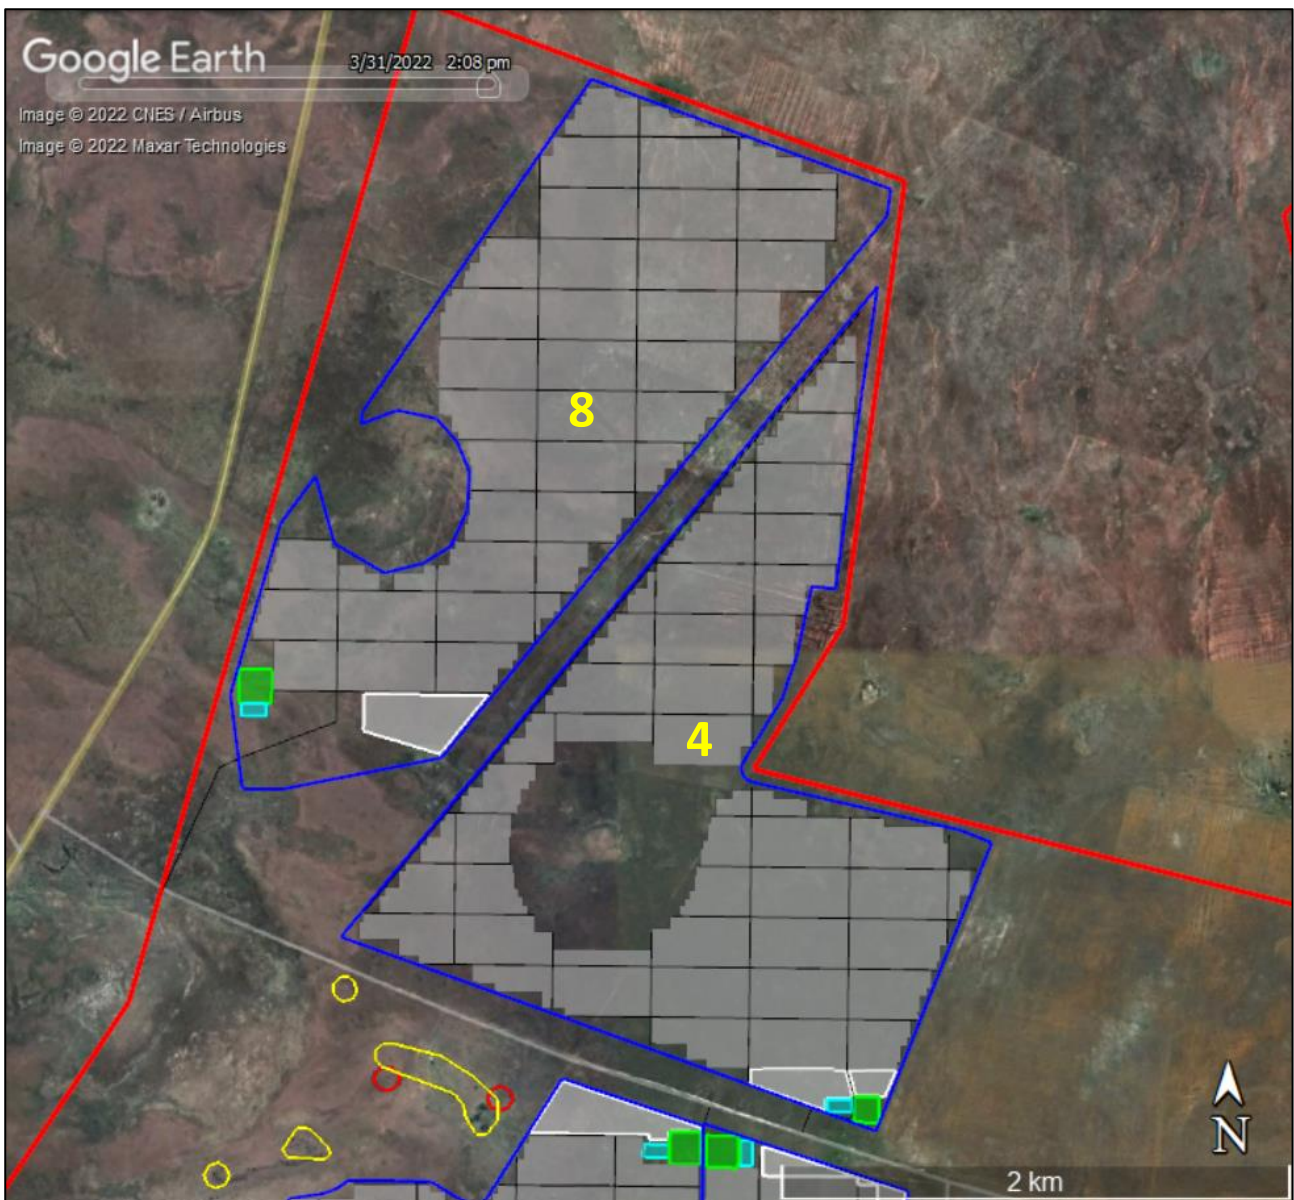 Google Earth
3/31/2022 2:08 pm
Image © 2022 CNES / Airbus
Image © 2022 Maxar Technologies
8
4
N
2 km